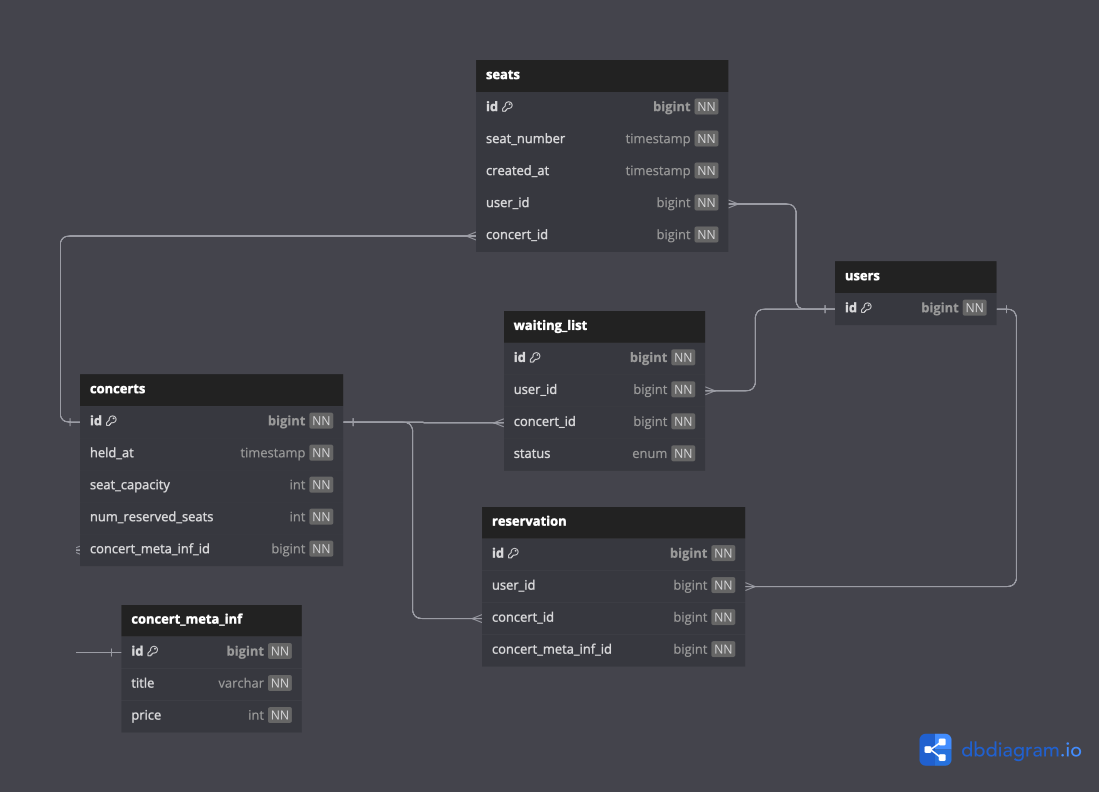 seats
id bigint NN
seat_number timestamp NN
created_at timestamp NN
user_id bigint NN
concert_id bigint NN
users
id bigint NN
waiting_list
id bigint NN
user_id bigint NN
concert_id bigint NN
status enum NN
concerts
id bigint NN
held_at timestamp NN
seat_capacity int NN
num_reserved_seats int NN
concert_meta_inf_id bigint NN
reservation
id bigint NN
user_id bigint NN
concert_id bigint NN
concert_meta_inf_id bigint NN
concert_meta_inf
id bigint NN
title varchar NN
price int NN
dbdiagram.io